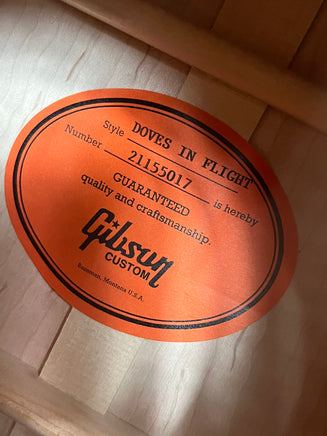 Style DOVES IN FLIGHT
Number 21155017 is hereby
GUARANTEED
quality and craftsmanship.
Gibson
CUSTOM
Bozeman, Montana U.S.A.